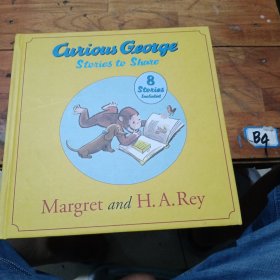 Curious George
Stories to Share
8
Stories
Included!
Margret and H. A. Rey
B4